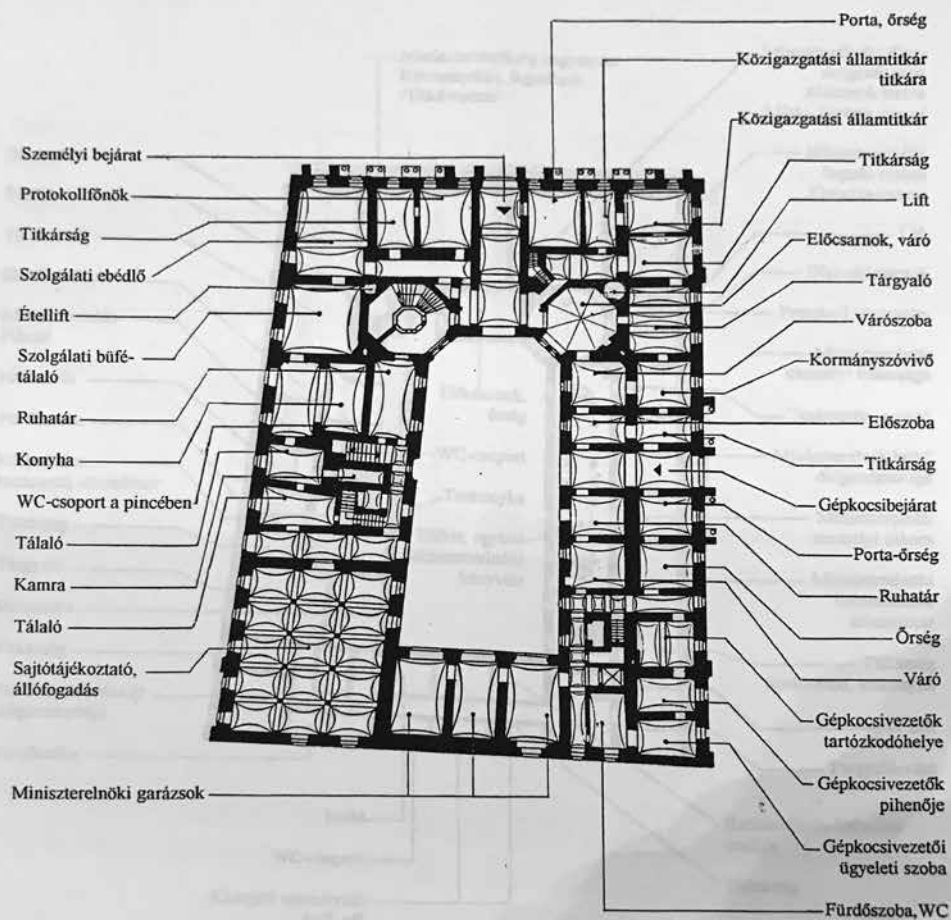 Porta, őrség
Közigazgatási államtitkár
titkára
Közigazgatási államtitkár
Titkárság
Lift
Előcsarnok, váró
Tárgyaló
Várószoba
Kormányszóvivő
Előszoba
Titkárság
Gépkocsibejárat
Porta-őrség
Ruhatár
Őrség
Váró
Gépkocsivezetők
tartózkodóhelye
Gépkocsivezetők
pihenője
Gépkocsivezetői
ügyeleti szoba
Fürdőszoba, WC
Személyi bejárat
Protokollfőnök
Titkárság
Szolgálati ebédlő
Étellift
Szolgálati büfé-
tálaló
Ruhatár
Konyha
WC-csoport a pincében
Tálaló
Kamra
Tálaló
Sajtótájékoztató,
állófogadás
Miniszterelnöki garázsok